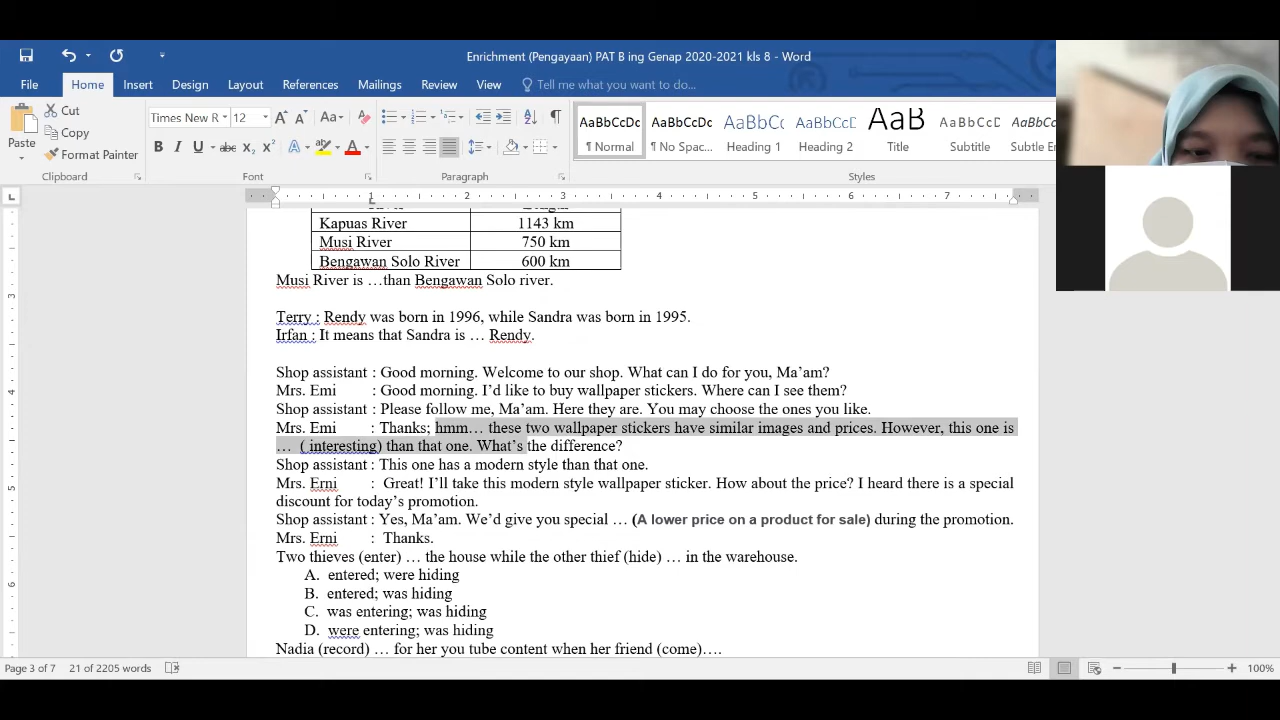 Enrichment (Pengayaan) PAT B ing Genap 2020-2021 kls 8 - Word
File Home Insert Design Layout References Mailings Review View Tell me what you want to do...
Paste
Cut
Copy
Format Painter
Clipboard
Times New R 12
Font
Paragraph
AaBbCcDc AaBbCcDc AaBbCc AaBbCcD AaB AaBbCcD AaBbCcDt
¶ Normal ¶ No Spac... Heading 1 Heading 2 Title Subtitle Subtle En
Styles
1 2 3 4 5 6 7
Kapuas River 1143 km
Musi River 750 km
Bengawan Solo River 600 km
Musi River is …than Bengawan Solo river.
Terry : Rendy was born in 1996, while Sandra was born in 1995.
Irfan : It means that Sandra is … Rendy.
Shop assistant : Good morning. Welcome to our shop. What can I do for you, Ma’am?
Mrs. Emi : Good morning. I’d like to buy wallpaper stickers. Where can I see them?
Shop assistant : Please follow me, Ma’am. Here they are. You may choose the ones you like.
Mrs. Emi : Thanks; hmm… these two wallpaper stickers have similar images and prices. However, this one is
… ( interesting) than that one. What’s the difference?
Shop assistant : This one has a modern style than that one.
Mrs. Erni : Great! I’ll take this modern style wallpaper sticker. How about the price? I heard there is a special
discount for today’s promotion.
Shop assistant : Yes, Ma’am. We’d give you special … (A lower price on a product for sale) during the promotion.
Mrs. Erni : Thanks.
Two thieves (enter) … the house while the other thief (hide) … in the warehouse.
A. entered; were hiding
B. entered; was hiding
C. was entering; was hiding
D. were entering; was hiding
Nadia (record) … for her you tube content when her friend (come)….
Page 3 of 7 21 of 2205 words 100%